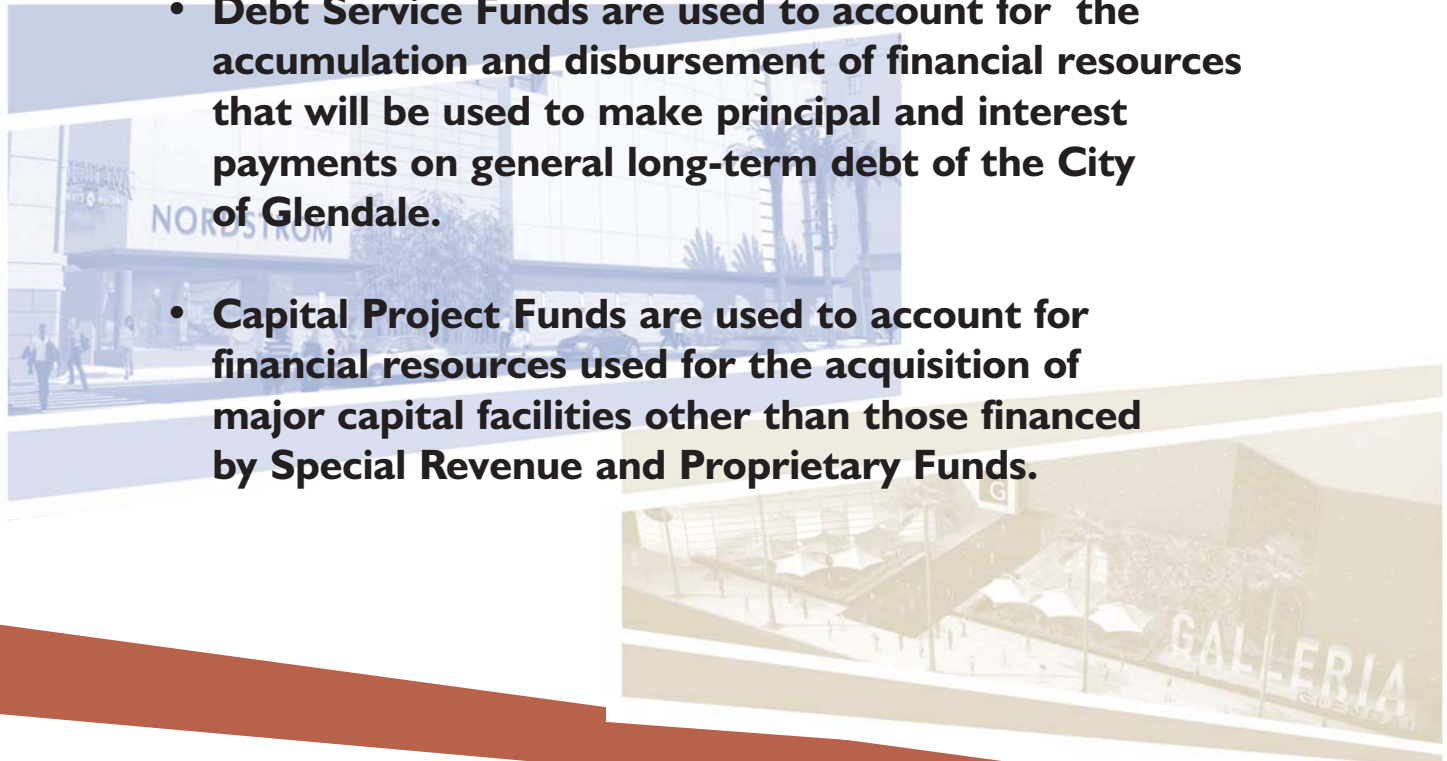 • Debt Service Funds are used to account for the
accumulation and disbursement of financial resources
that will be used to make principal and interest
payments on general long-term debt of the City
of Glendale.
• Capital Project Funds are used to account for
financial resources used for the acquisition of
major capital facilities other than those financed
by Special Revenue and Proprietary Funds.
NORDSTROM
G
GALLERIA
GLENDALE